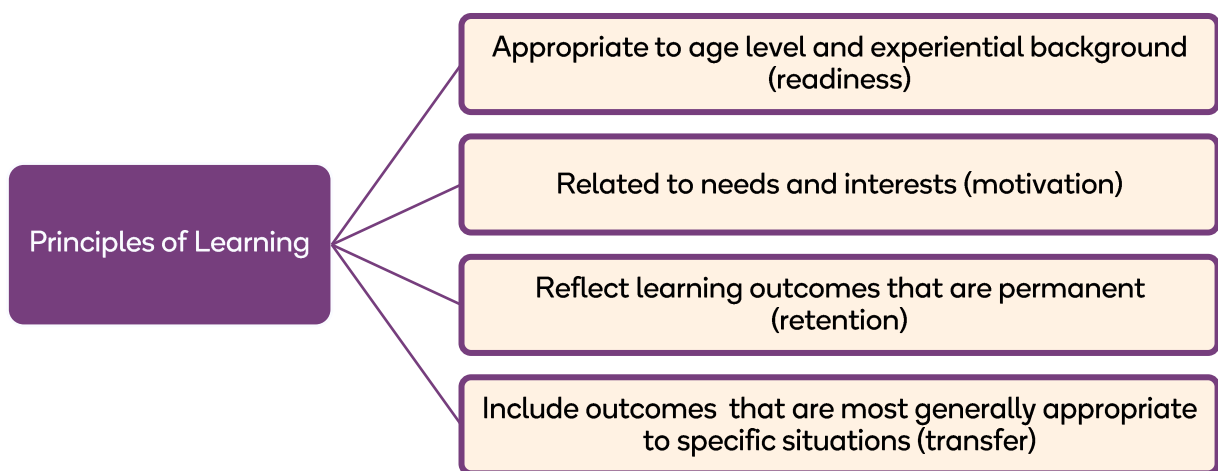 Principles of Learning
Appropriate to age level and experiential background
(readiness)
Related to needs and interests (motivation)
Reflect learning outcomes that are permanent
(retention)
Include outcomes that are most generally appropriate
to specific situations (transfer)